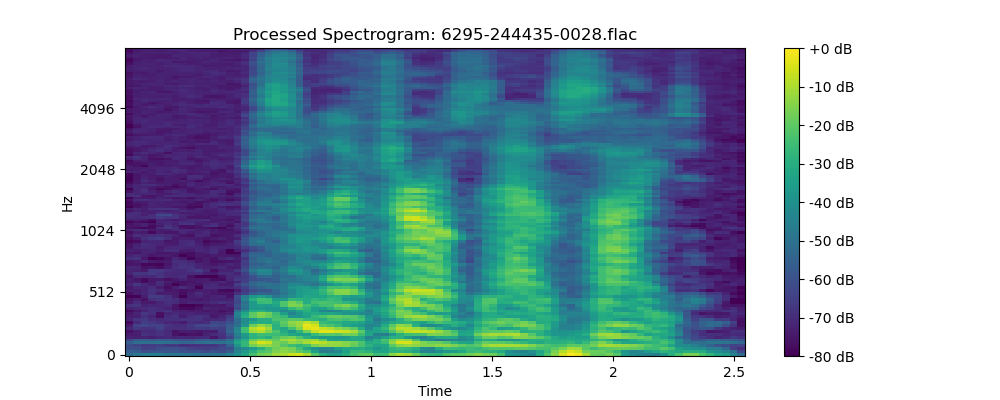 Processed Spectrogram: 6295-244435-0028.flac
Hz
4096
2048
1024
512
0
0
0.5
1
1.5
2
2.5
Time
+0 dB
-10 dB
-20 dB
-30 dB
-40 dB
-50 dB
-60 dB
-70 dB
-80 dB